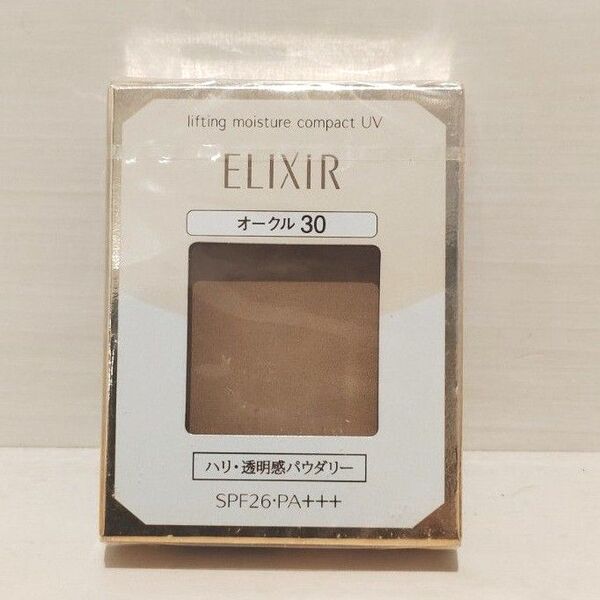 lifting moisture compact UV
ELIXIR
オークル 30
ハリ・透明感パウダリー
SPF26・PA+++